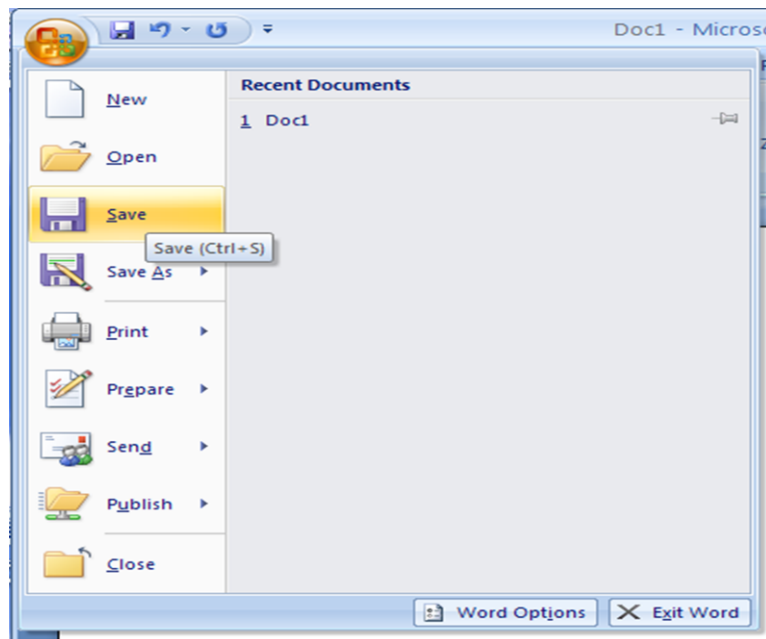 Doc1 - Micros
New
Open
Save
Save (Ctrl+S)
Save As
Print
Prepare
Send
Publish
Close
Recent Documents
1 Doc1
Word Options
Exit Word